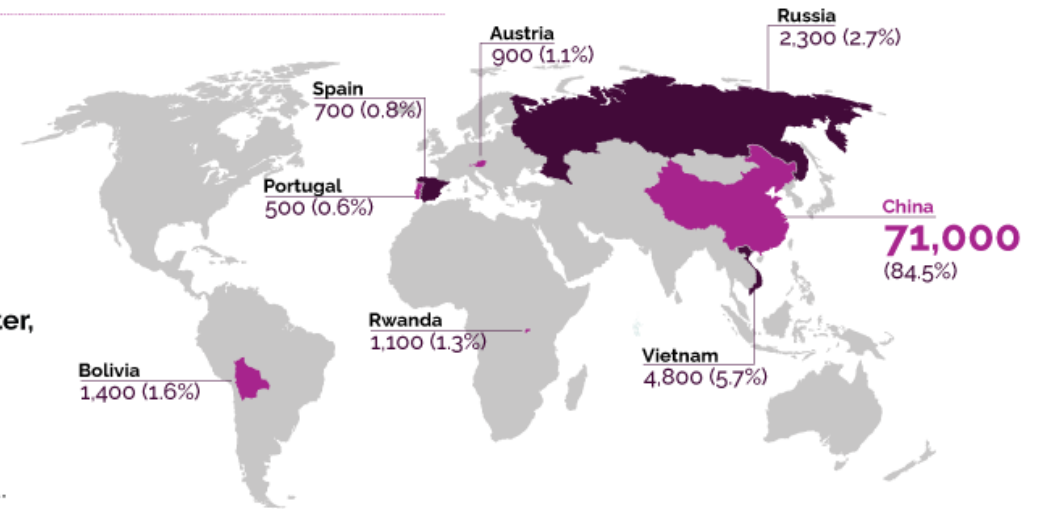 Russia
2,300 (2.7%)
Austria
900 (1.1%)
Spain
700 (0.8%)
Portugal
500 (0.6%)
China
71,000
(84.5%)
Rwanda
1,100 (1.3%)
Vietnam
4,800 (5.7%)
Bolivia
1,400 (1.6%)